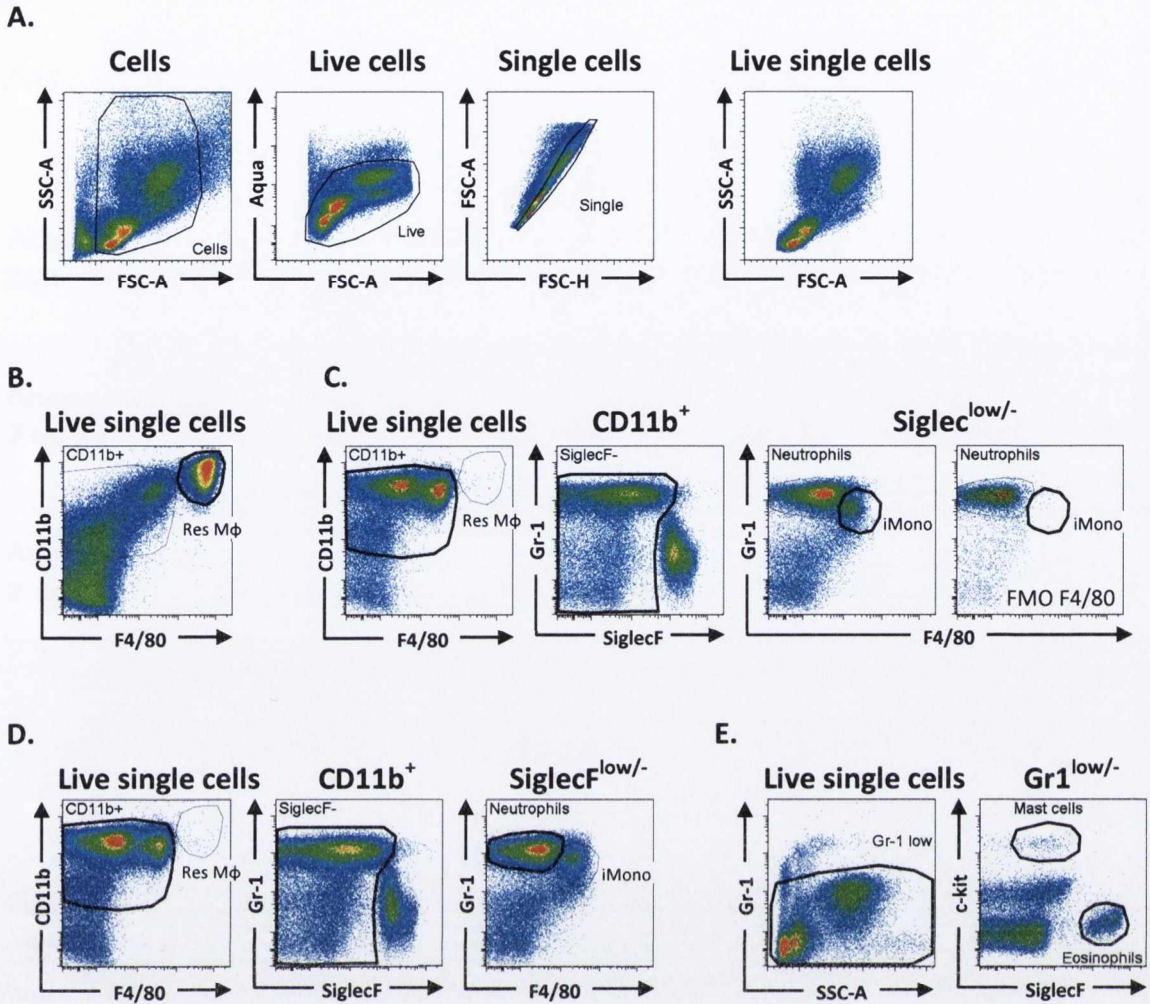 A.
Cells
Live cells
Single cells
Live single cells
SSC-A
Cells
FSC-A
Aqua
Live
FSC-A
FSC-A
Single
FSC-H
SSC-A
FSC-A
B.
Live single cells
CD11b+
CD11b
Res Mϕ
F4/80
C.
Live single cells
CD11b+
CD11b
Res Mϕ
F4/80
CD11b⁺
SiglecF-
Gr-1
SiglecF
Siglec^low/-
Neutrophils
Gr-1
iMono
Neutrophils
iMono
FMO F4/80
F4/80
D.
Live single cells
CD11b+
CD11b
Res Mϕ
F4/80
CD11b⁺
SiglecF-
Gr-1
SiglecF
SiglecF^low/-
Neutrophils
Gr-1
iMono
F4/80
E.
Live single cells
Gr-1 low
Gr-1
SSC-A
Gr1^low/-
Mast cells
c-kit
Eosinophils
SiglecF